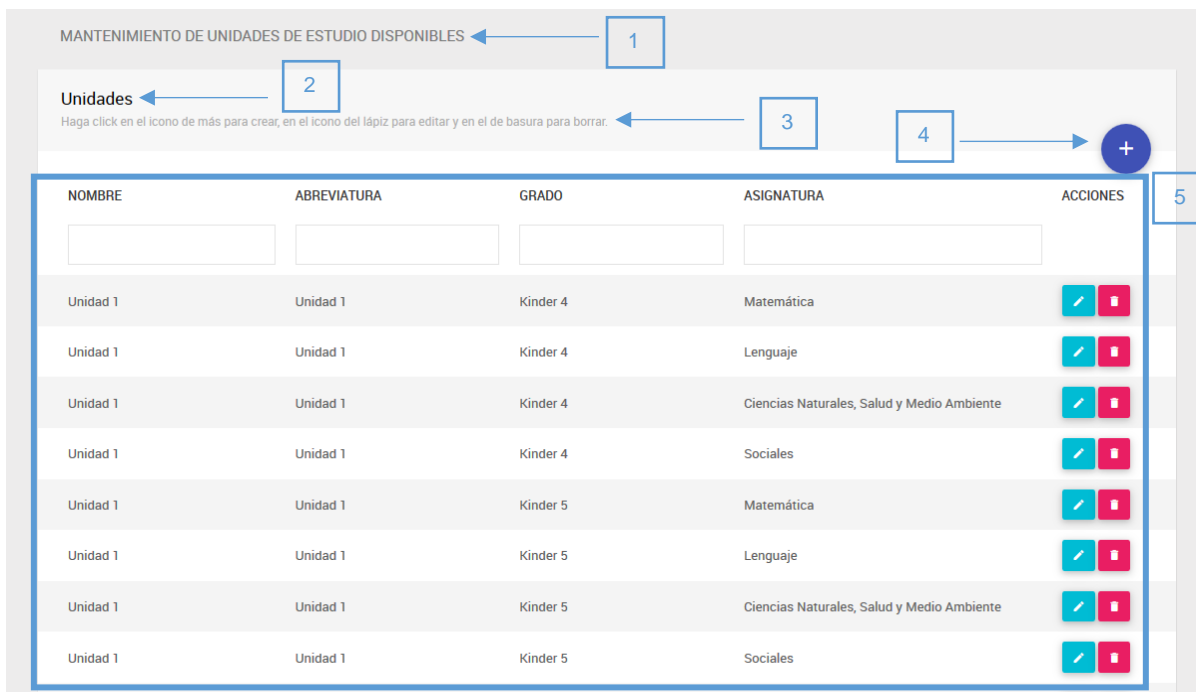 MANTENIMIENTO DE UNIDADES DE ESTUDIO DISPONIBLES
1
Unidades
2
Haga click en el icono de más para crear, en el icono del lápiz para editar y en el de basura para borrar.
3
4
+
5
NOMBRE ABREVIATURA GRADO ASIGNATURA ACCIONES
Unidad 1 Unidad 1 Kinder 4 Matemática
Unidad 1 Unidad 1 Kinder 4 Lenguaje
Unidad 1 Unidad 1 Kinder 4 Ciencias Naturales, Salud y Medio Ambiente
Unidad 1 Unidad 1 Kinder 4 Sociales
Unidad 1 Unidad 1 Kinder 5 Matemática
Unidad 1 Unidad 1 Kinder 5 Lenguaje
Unidad 1 Unidad 1 Kinder 5 Ciencias Naturales, Salud y Medio Ambiente
Unidad 1 Unidad 1 Kinder 5 Sociales